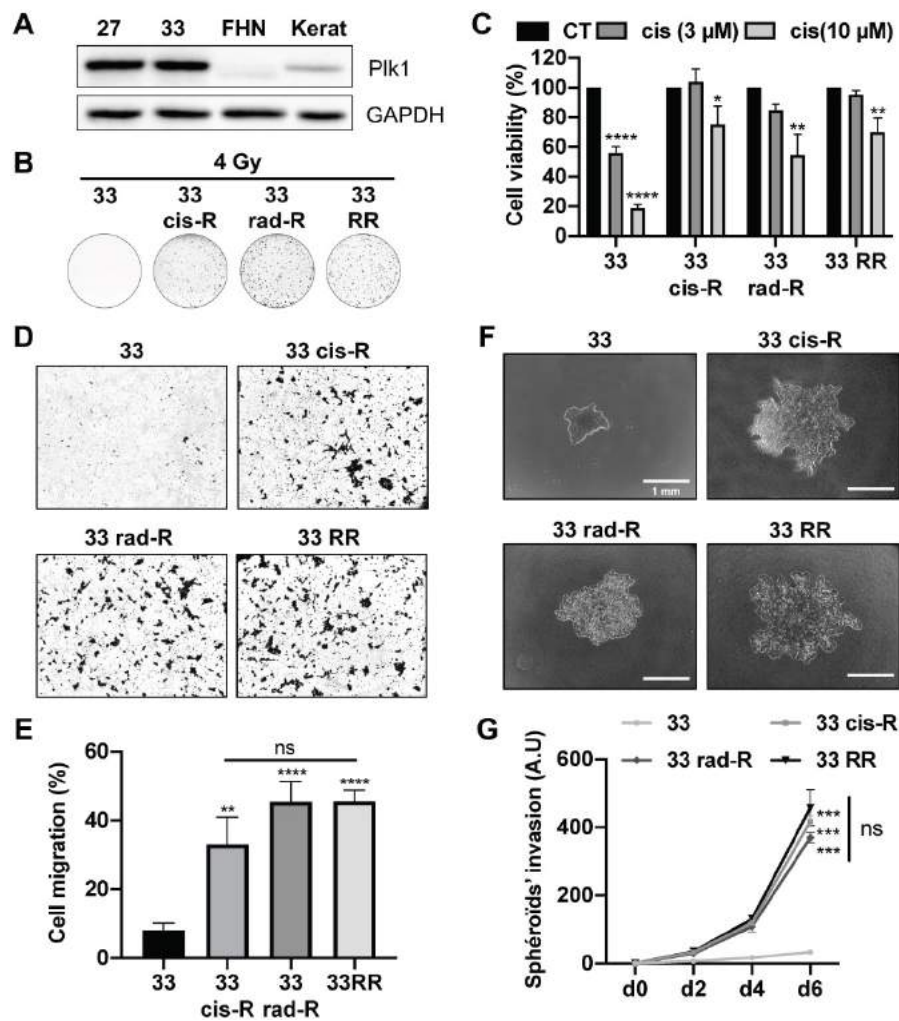 A
27 33 FHN Kerat
Plk1
GAPDH
B
4 Gy
33 33 33 33
cis-R rad-R RR
C
CT cis (3 µM) cis(10 µM)
Cell viability (%)
100
80
60
40
20
0
**** **** * ** **
33 33 33 33 RR
cis-R rad-R
D
33 33 cis-R
33 rad-R 33 RR
E
Cell migration (%)
60
40
20
0
ns
** **** ****
33 33 33 33RR
cis-R rad-R
F
33 33 cis-R
1 mm
33 rad-R 33 RR
G
33 33 cis-R
33 rad-R 33 RR
Sphéroïds' invasion (A.U)
600
400
200
0
***
***
***
ns
d0 d2 d4 d6